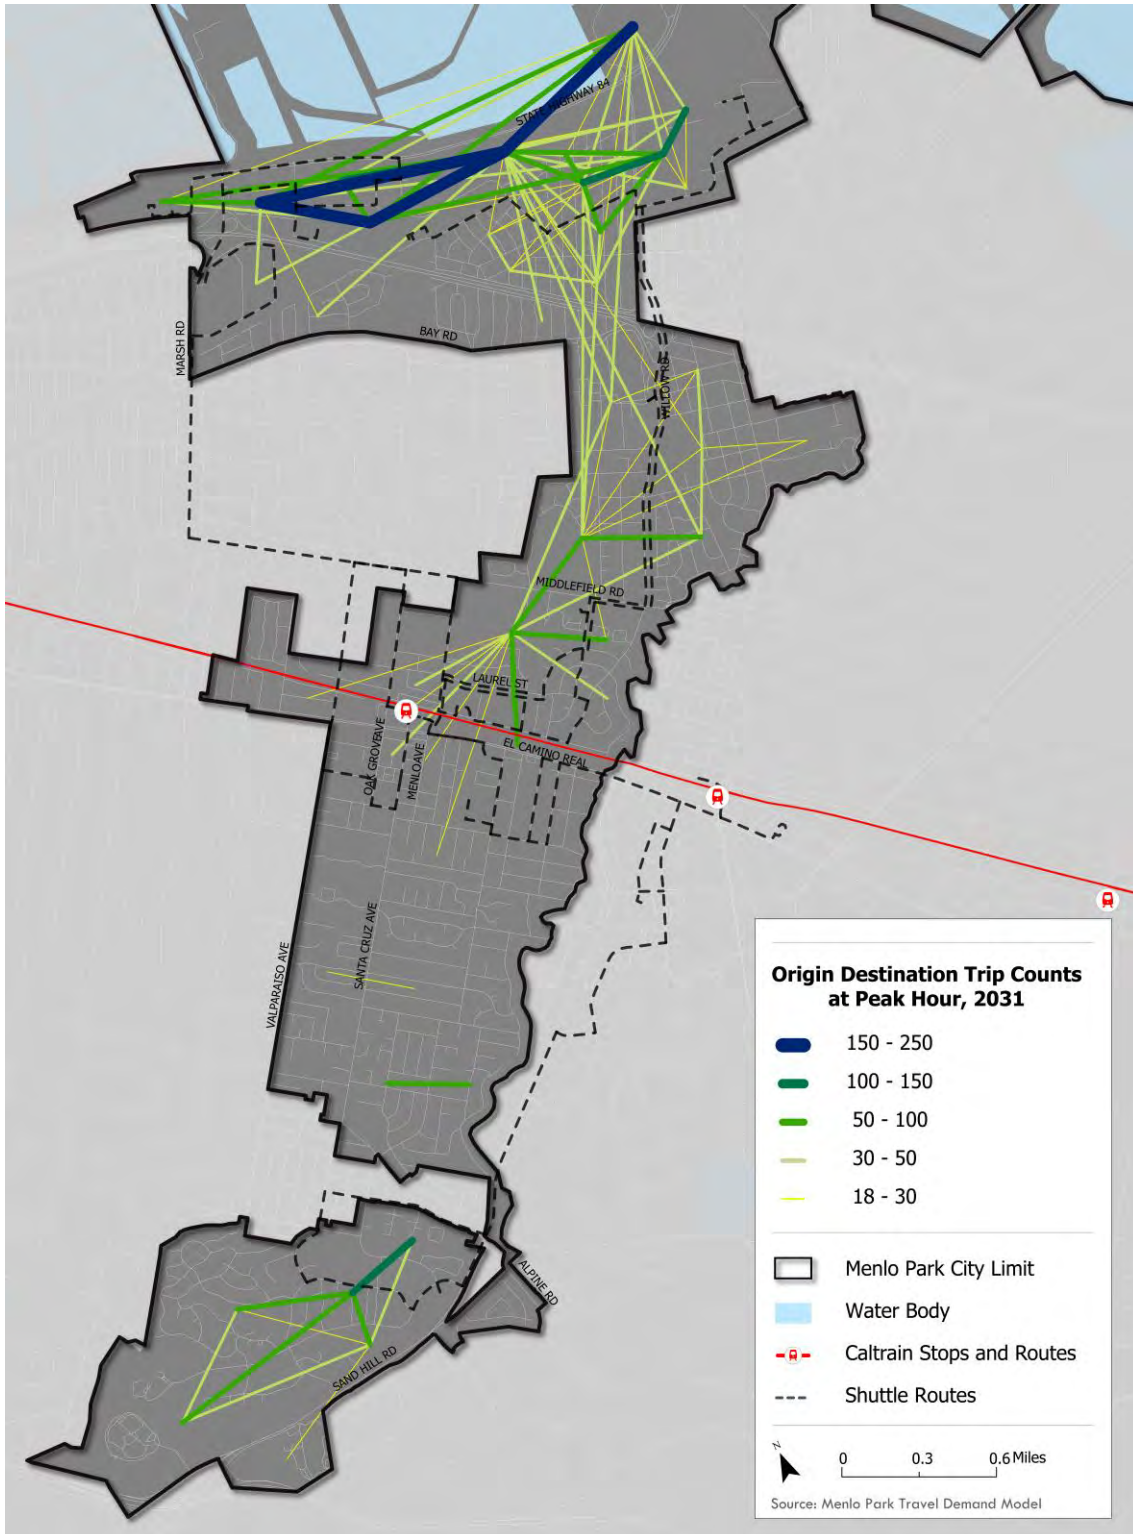 STATE HIGHWAY 84
MARSH RD
BAY RD
WILLOW RD
MIDDLEFIELD RD
LAUREL ST
EL CAMINO REAL
OAK GROVE AVE
MENLO AVE
SANTA CRUZ AVE
VALPARAISO AVE
ALPINE RD
SAND HILL RD
Origin Destination Trip Counts
at Peak Hour, 2031
150 - 250
100 - 150
50 - 100
30 - 50
18 - 30
Menlo Park City Limit
Water Body
Caltrain Stops and Routes
Shuttle Routes
N
0 0.3 0.6 Miles
Source: Menlo Park Travel Demand Model